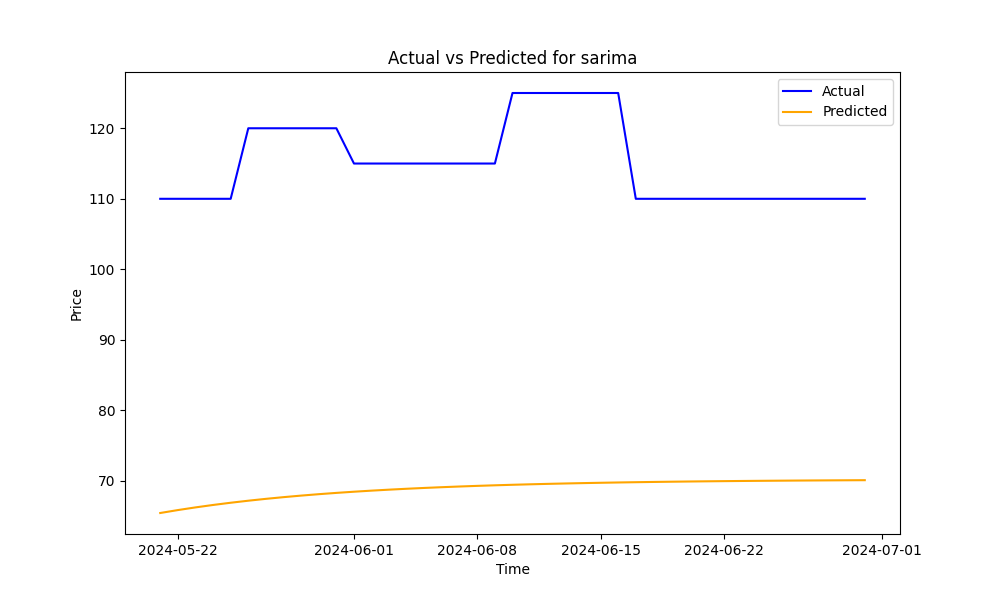 Actual vs Predicted for sarima
Actual
Predicted
120
110
100
90
80
70
Price
2024-05-22 2024-06-01 2024-06-08 2024-06-15 2024-06-22 2024-07-01
Time